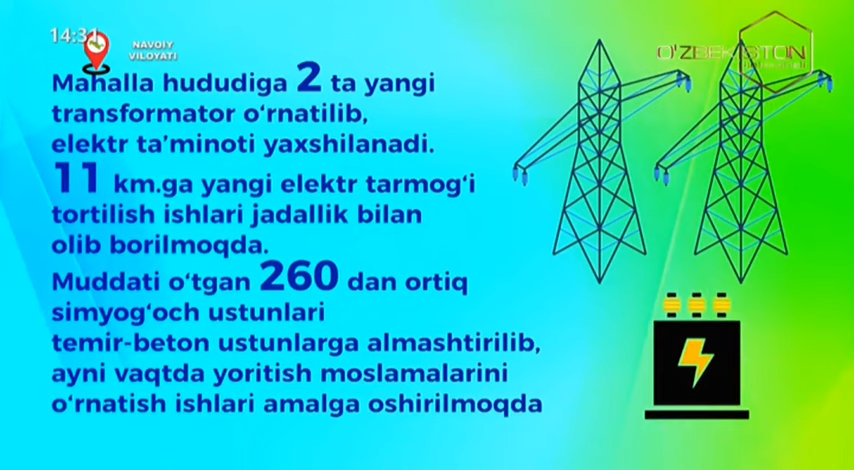 14:31
NAVOIY
VILOYATI
O'ZBEKISTON
Mahalla hududiga 2 ta yangi
transformator o‘rnatilib,
elektr ta’minoti yaxshilanadi.
11 km.ga yangi elektr tarmog‘i
tortilish ishlari jadallik bilan
olib borilmoqda.
Muddati o‘tgan 260 dan ortiq
simyog‘och ustunlari
temir-beton ustunlarga almashtirilib,
ayni vaqtda yoritish moslamalarini
o‘rnatish ishlari amalga oshirilmoqda